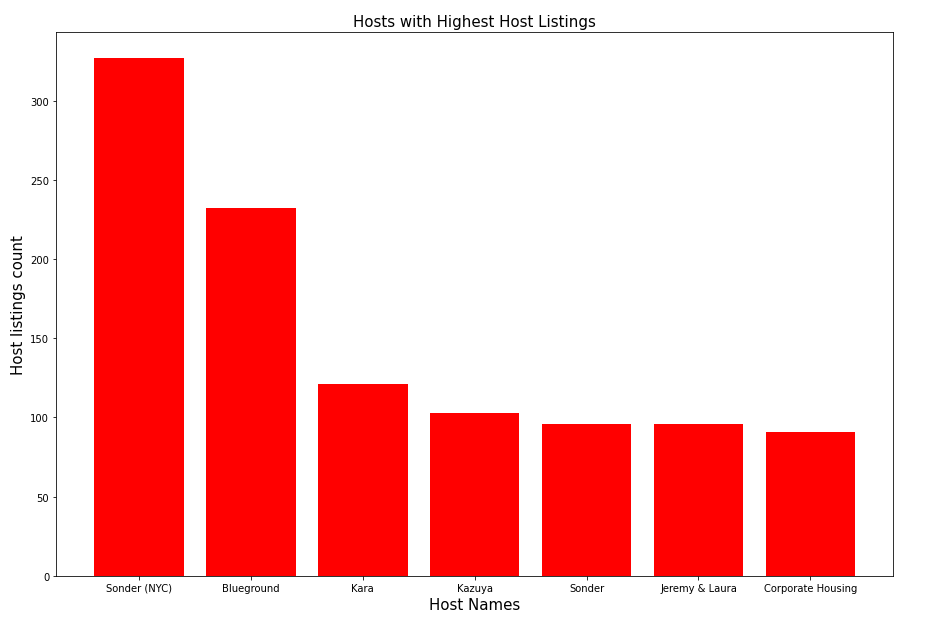 Hosts with Highest Host Listings
Host listings count
300
250
200
150
100
50
0
Sonder (NYC) Blueground Kara Kazuya Sonder Jeremy & Laura Corporate Housing
Host Names